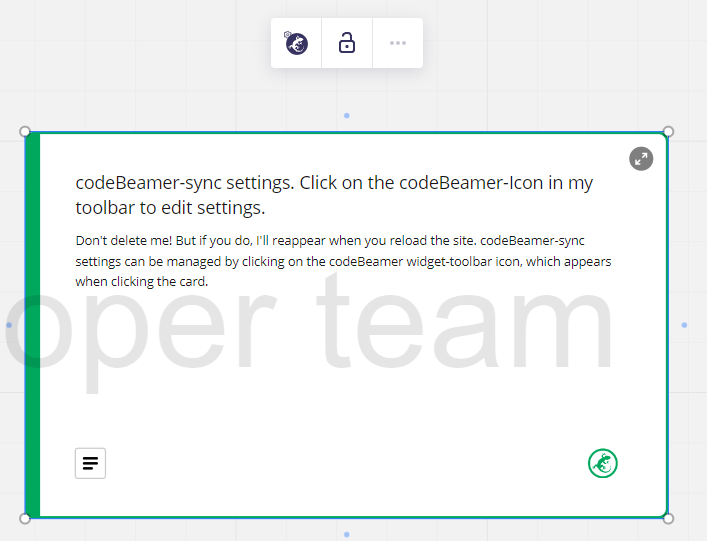 codeBeamer-sync settings. Click on the codeBeamer-Icon in my
toolbar to edit settings.
Don't delete me! But if you do, I'll reappear when you reload the site. codeBeamer-sync
settings can be managed by clicking on the codeBeamer widget-toolbar icon, which appears
when clicking the card.
oper team